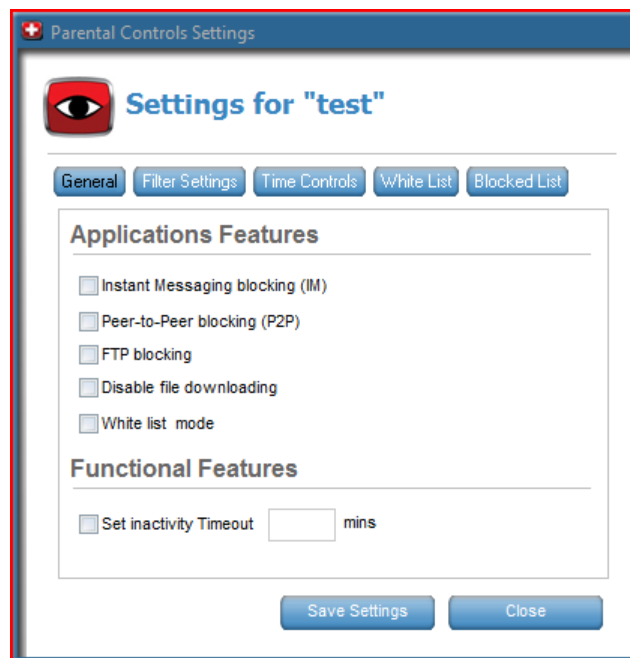 Parental Controls Settings
Settings for "test"
General Filter Settings Time Controls White List Blocked List
Applications Features
Instant Messaging blocking (IM)
Peer-to-Peer blocking (P2P)
FTP blocking
Disable file downloading
White list mode
Functional Features
Set inactivity Timeout mins
Save Settings Close